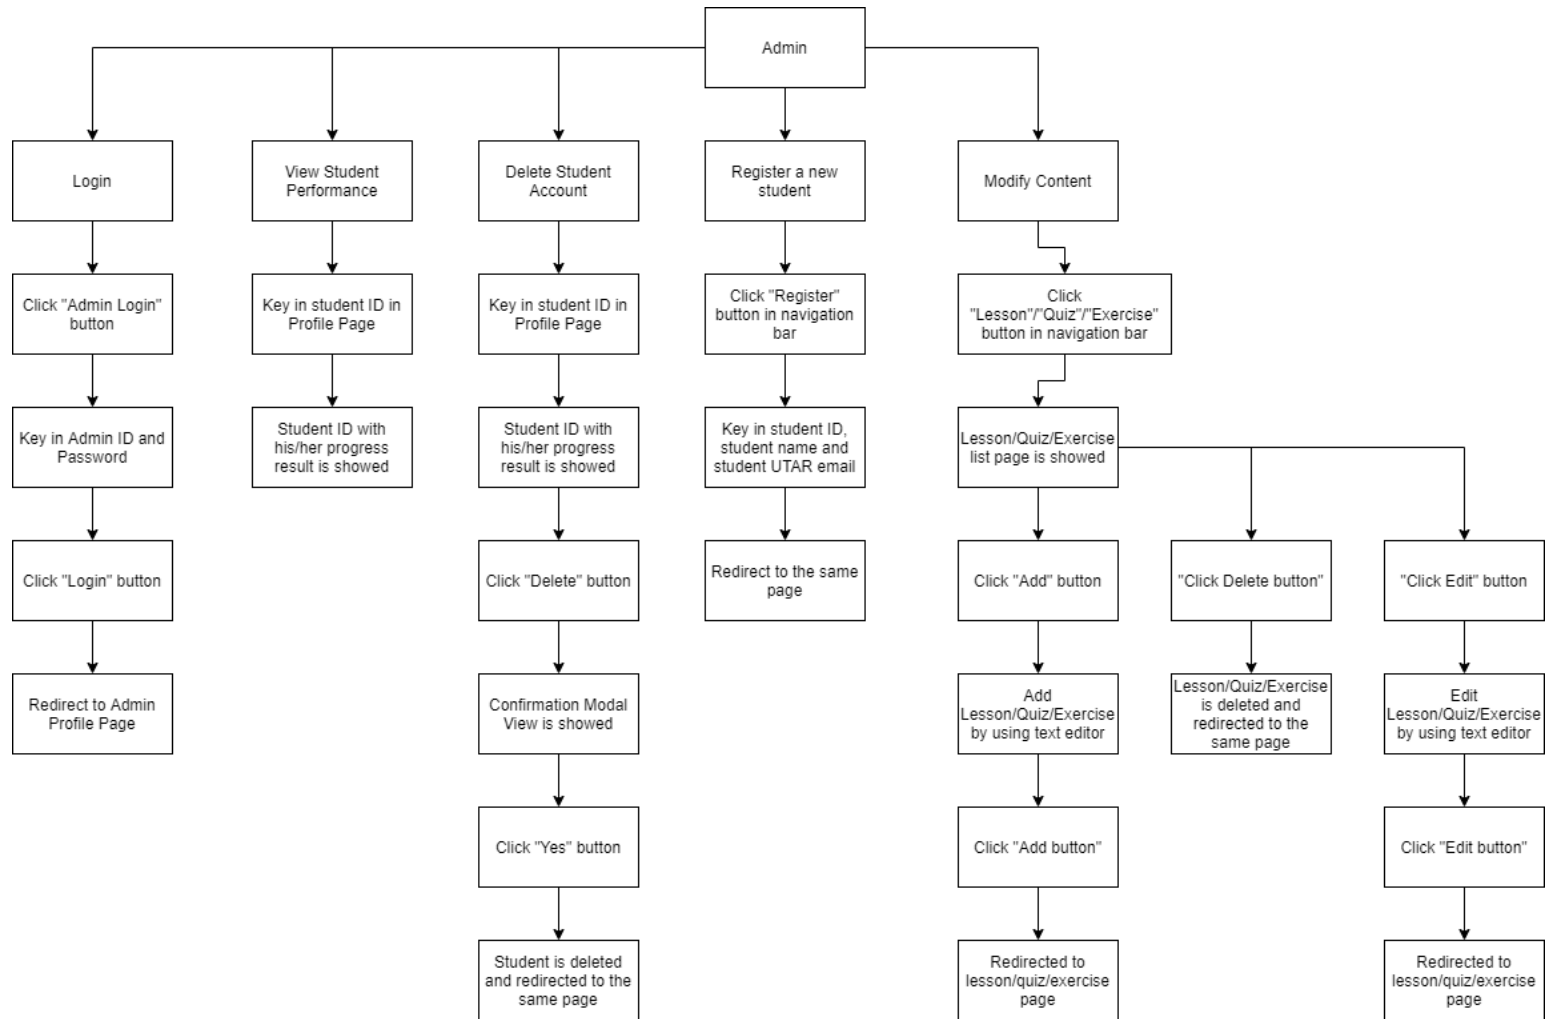 Admin
Login
View Student
Performance
Delete Student
Account
Register a new
student
Modify Content
Click "Admin Login"
button
Key in student ID in
Profile Page
Key in student ID in
Profile Page
Click "Register"
button in navigation
bar
Click
"Lesson"/"Quiz"/"Exercise"
button in navigation bar
Key in Admin ID and
Password
Student ID with
his/her progress
result is showed
Student ID with
his/her progress
result is showed
Key in student ID,
student name and
student UTAR email
Lesson/Quiz/Exercise
list page is showed
Click "Login" button
Click "Delete" button
Redirect to the same
page
Click "Add" button
"Click Delete button"
"Click Edit" button
Redirect to Admin
Profile Page
Confirmation Modal
View is showed
Add
Lesson/Quiz/Exercise
by using text editor
Lesson/Quiz/Exercise
is deleted and
redirected to the
same page
Edit
Lesson/Quiz/Exercise
by using text editor
Click "Yes" button
Click "Add button"
Click "Edit button"
Student is deleted
and redirected to the
same page
Redirected to
lesson/quiz/exercise
page
Redirected to
lesson/quiz/exercise
page